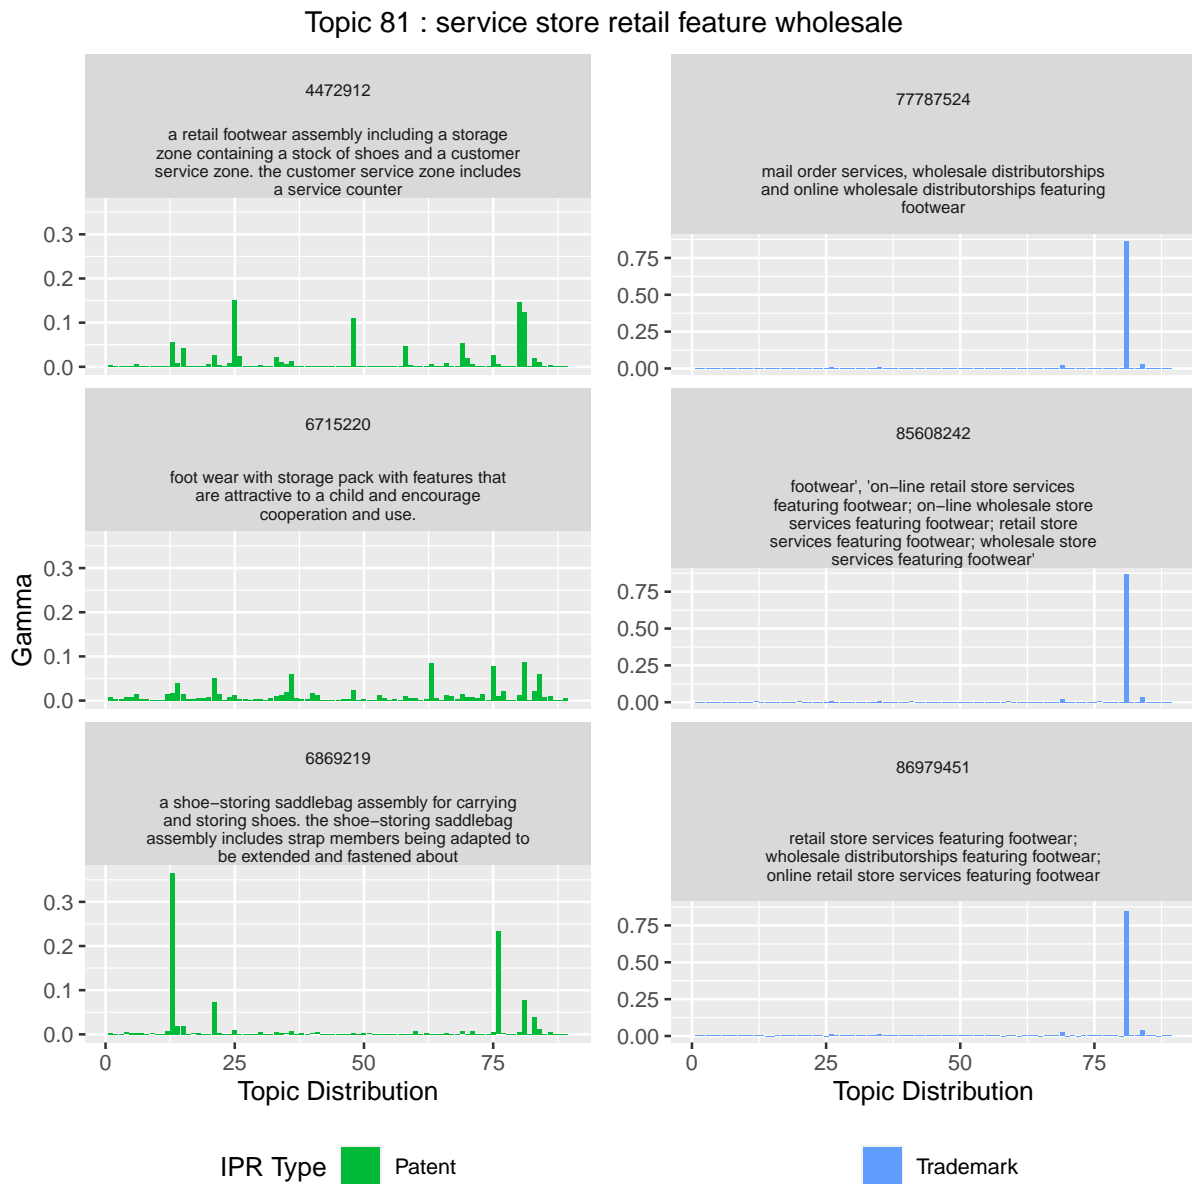 Topic 81 : service store retail feature wholesale
4472912
a retail footwear assembly including a storage
zone containing a stock of shoes and a customer
service zone. the customer service zone includes
a service counter
0.3
0.2
0.1
0.0
77787524
mail order services, wholesale distributorships
and online wholesale distributorships featuring
footwear
0.75
0.50
0.25
0.00
6715220
foot wear with storage pack with features that
are attractive to a child and encourage
cooperation and use.
0.3
0.2
0.1
0.0
85608242
footwear', 'on−line retail store services
featuring footwear; on−line wholesale store
services featuring footwear; retail store
services featuring footwear; wholesale store
services featuring footwear'
0.75
0.50
0.25
0.00
Gamma
6869219
a shoe−storing saddlebag assembly for carrying
and storing shoes. the shoe−storing saddlebag
assembly includes strap members being adapted to
be extended and fastened about
0.3
0.2
0.1
0.0
0 25 50 75
Topic Distribution
86979451
retail store services featuring footwear;
wholesale distributorships featuring footwear;
online retail store services featuring footwear
0.75
0.50
0.25
0.00
0 25 50 75
Topic Distribution
IPR Type Patent Trademark